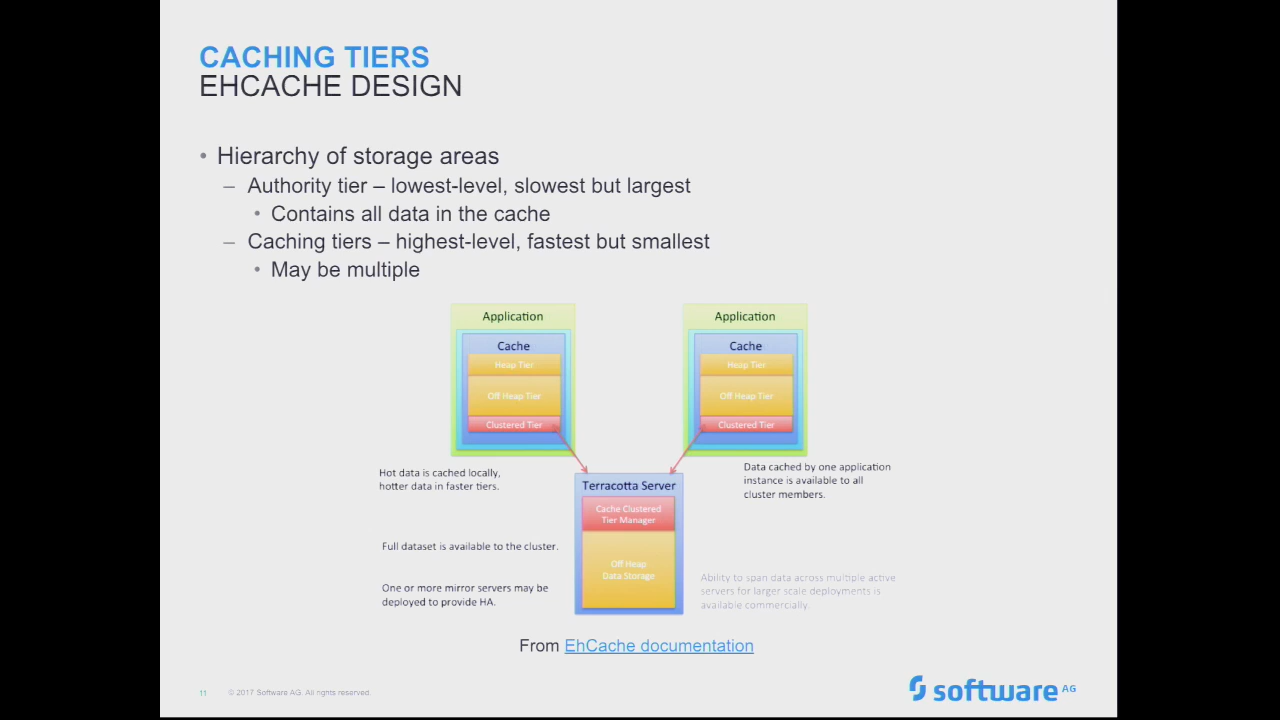 CACHING TIERS
EHCACHE DESIGN
• Hierarchy of storage areas
– Authority tier – lowest-level, slowest but largest
• Contains all data in the cache
– Caching tiers – highest-level, fastest but smallest
• May be multiple
Application
Cache
Heap Tier
Off Heap Tier
Clustered Tier
Application
Cache
Heap Tier
Off Heap Tier
Clustered Tier
Hot data is cached locally,
hotter data in faster tiers.
Data cached by one application
instance is available to all
cluster members.
Terracotta Server
Cache Clustered
Tier Manager
Off Heap
Data Storage
Full dataset is available to the cluster.
One or more mirror servers may be
deployed to provide HA.
Ability to span data across multiple active
servers for larger scale deployments is
available commercially.
From EhCache documentation
11
© 2017 Software AG. All rights reserved.
software AG